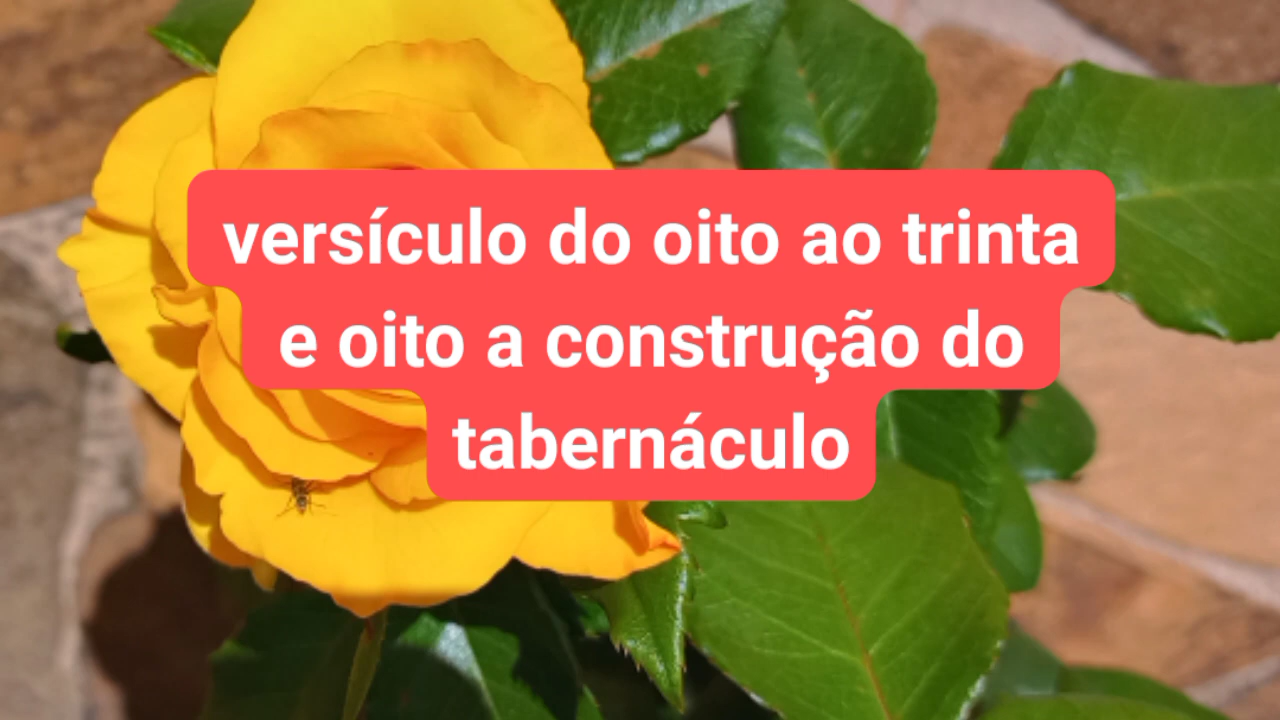 versículo do oito ao trinta
e oito a construção do
tabernáculo